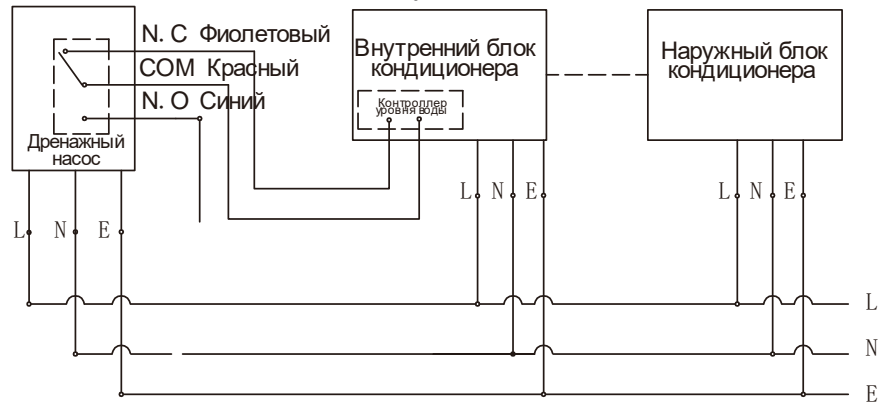 N. C Фиолетовый
COM Красный
N. O Синий
Дренажный
насос
Внутренний блок
кондиционера
Контроллер
уровня воды
Наружный блок
кондиционера
L N E
L N E
L N E
L
N
E